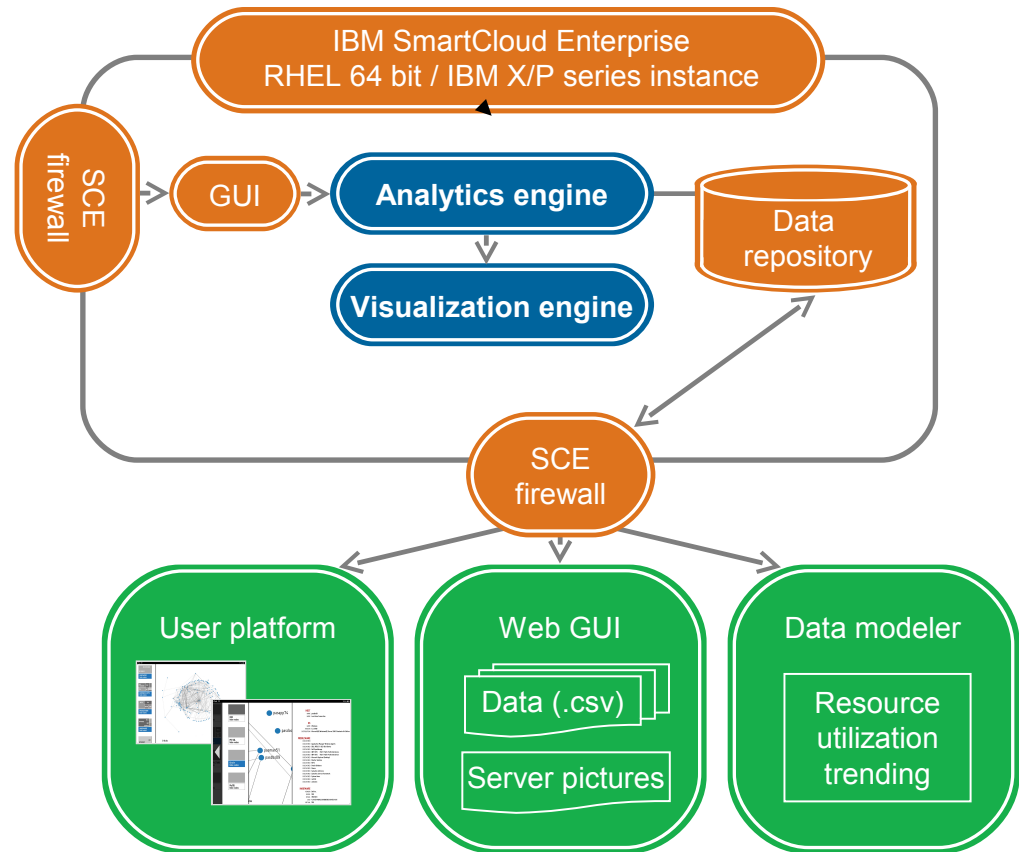 IBM SmartCloud Enterprise
RHEL 64 bit / IBM X/P series instance
SCE
firewall
GUI
Analytics engine
Data
repository
Visualization engine
SCE
firewall
User platform
Web GUI
Data (.csv)
Server pictures
Data modeler
Resource
utilization
trending